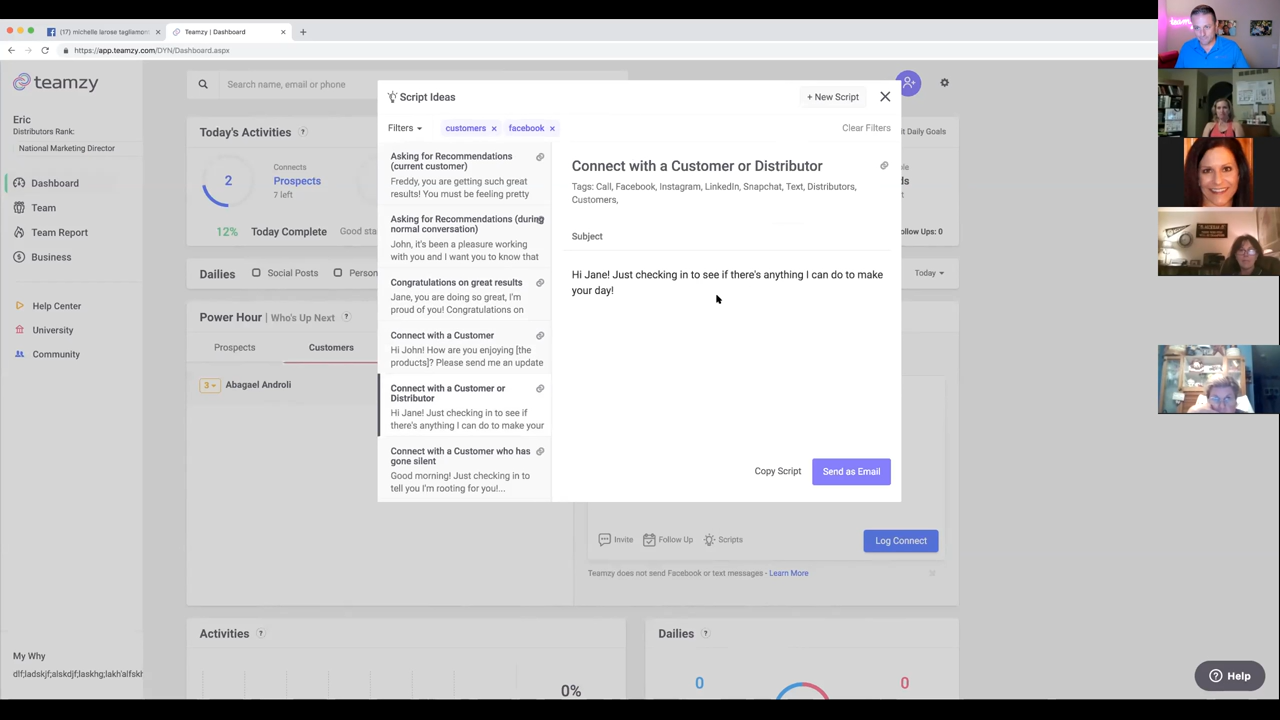 (17) michelle larose tagliamon
Teamzy | Dashboard
https://app.teamzy.com/DYN/Dashboard.aspx
teamzy
Eric
Distributors Rank:
National Marketing Director
Dashboard
Team
Team Report
Business
Help Center
University
Community
My Why
dlf;ladskjf;alskdjf;laskhg;lakh'alfskh
Search name, email or phone
Today's Activities ?
2
Connects
Prospects
7 left
12% Today Complete Good sta
Dailies Social Posts Person
Power Hour | Who's Up Next ?
Prospects Customers
3 Abagael Androli
Script Ideas
+ New Script
Filters customers × facebook ×
Clear Filters
Asking for Recommendations
(current customer)
Freddy, you are getting such great
results! You must be feeling pretty
Asking for Recommendations (during
normal conversation)
John, it's been a pleasure working
with you and I want you to know that
Congratulations on great results
Jane, you are doing so great, I'm
proud of you! Congratulations on
Connect with a Customer
Hi John! How are you enjoying [the
products]? Please send me an update
Connect with a Customer or
Distributor
Hi Jane! Just checking in to see if
there's anything I can do to make your
Connect with a Customer who has
gone silent
Good morning! Just checking in to
tell you I'm rooting for you!...
Connect with a Customer or Distributor
Tags: Call, Facebook, Instagram, LinkedIn, Snapchat, Text, Distributors,
Customers,
Subject
Hi Jane! Just checking in to see if there's anything I can do to make
your day!
Copy Script
Send as Email
it Daily Goals
ds
ollow Ups: 0
Today
Invite Follow Up Scripts
Log Connect
Teamzy does not send Facebook or text messages - Learn More
Activities ?
0%
Dailies ?
0
0
? Help